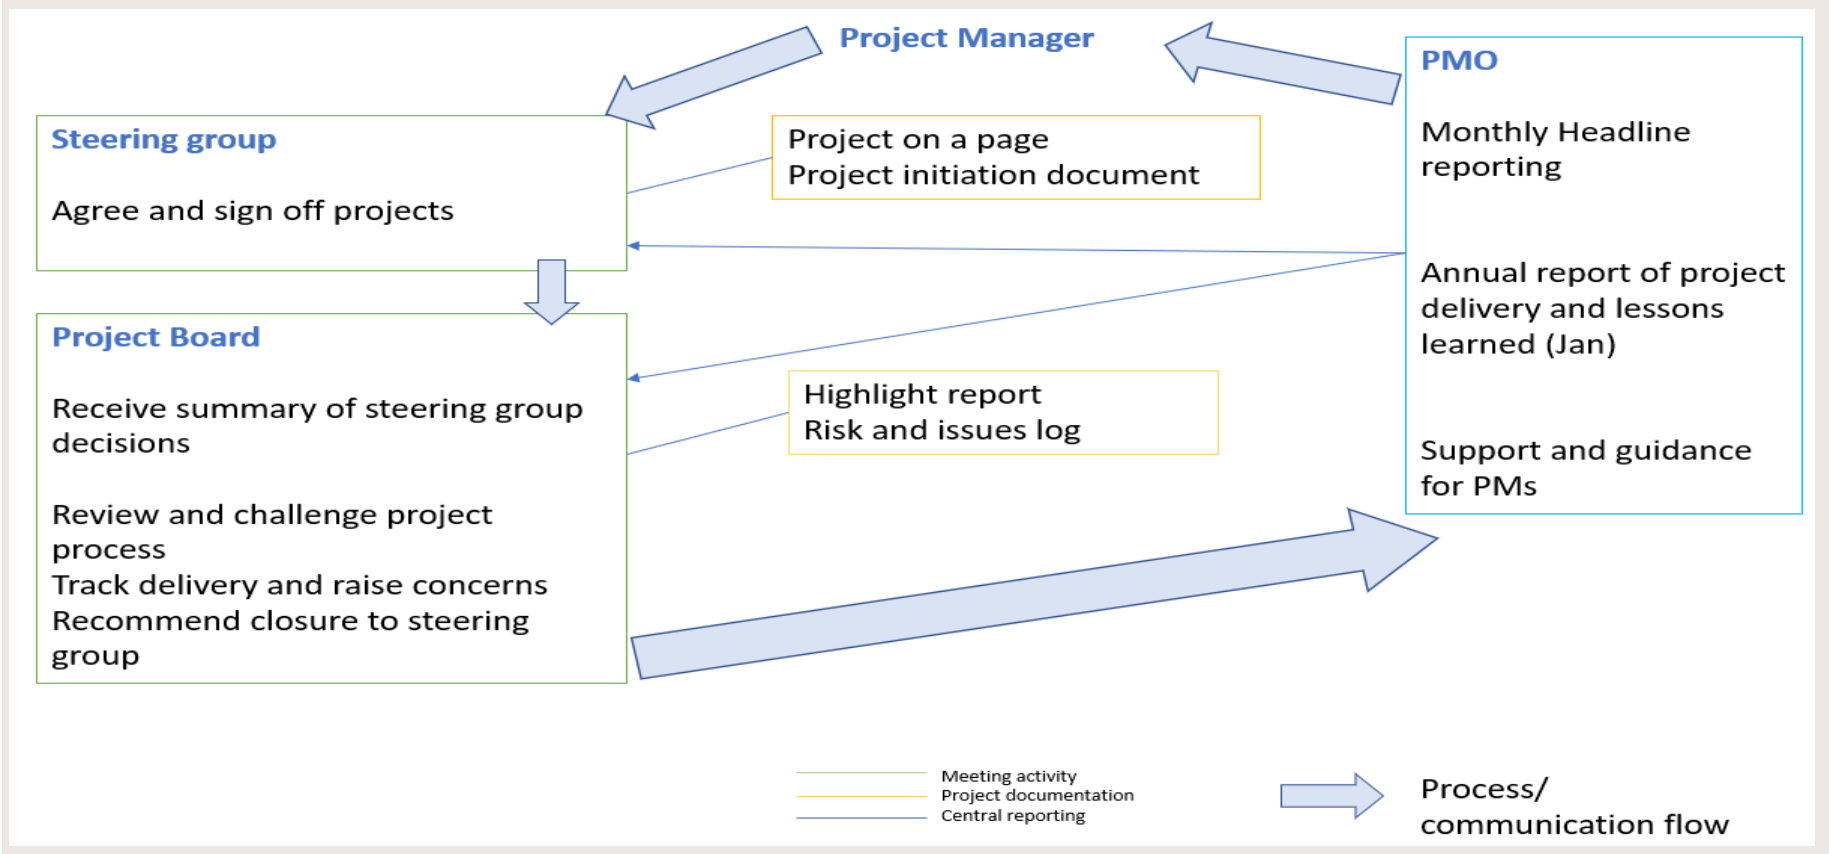 Project Manager
Steering group
Agree and sign off projects
Project on a page
Project initiation document
PMO
Monthly Headline
reporting
Annual report of project
delivery and lessons
learned (Jan)
Support and guidance
for PMs
Project Board
Receive summary of steering group
decisions
Review and challenge project
process
Track delivery and raise concerns
Recommend closure to steering
group
Highlight report
Risk and issues log
Meeting activity
Project documentation
Central reporting
Process/
communication flow